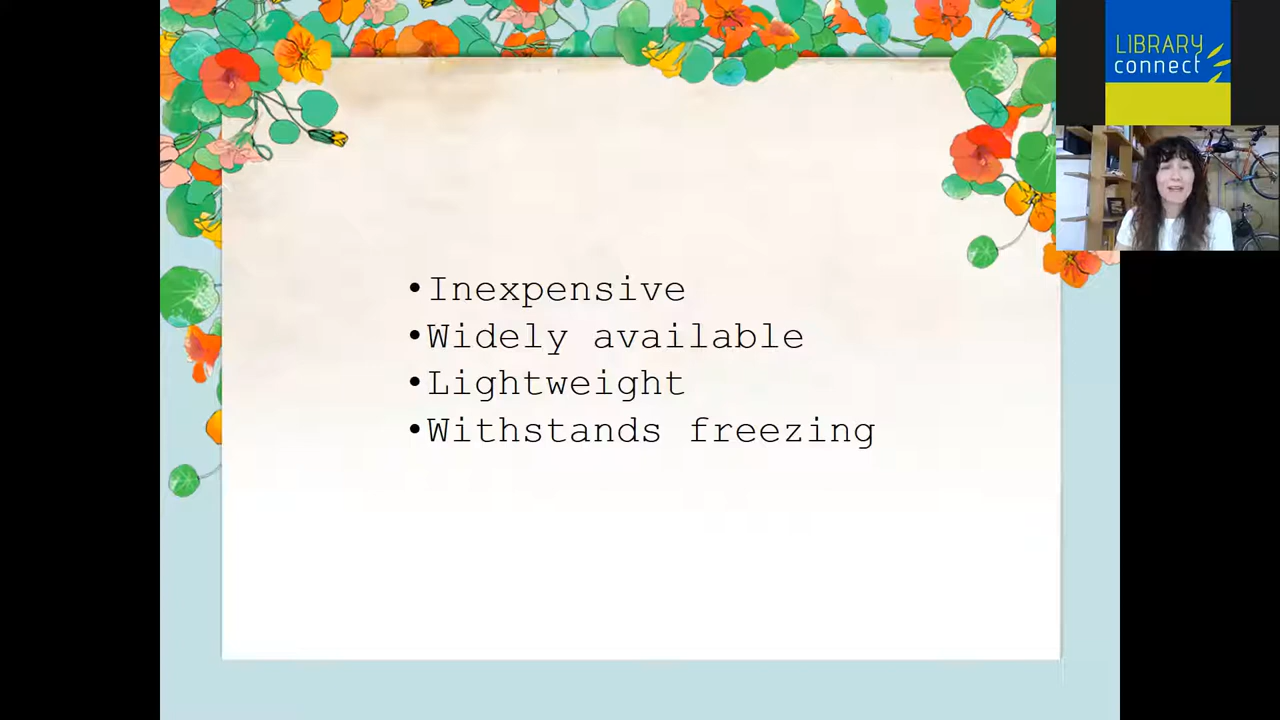 LIBRARY
connect
•Inexpensive
•Widely available
•Lightweight
•Withstands freezing